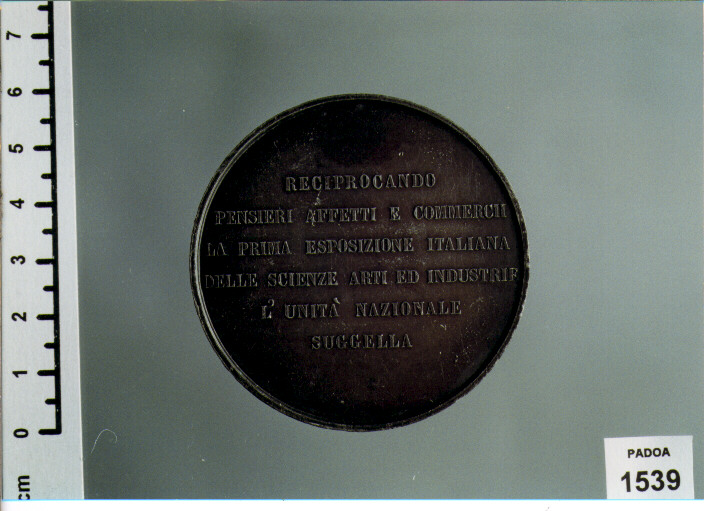 RECIPROCANDO
PENSIERI AFFETTI E COMMERCII
LA PRIMA ESPOSIZIONE ITALIANA
DELLE SCIENZE ARTI ED INDUSTRIE
L'UNITÀ NAZIONALE
SUGGELLA
7
6
5
4
3
2
1
0
cm
PADOA
1539